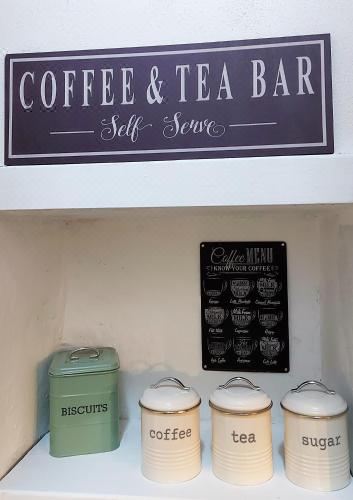 COFFEE & TEA BAR
Self Serve
Coffee MENU
KNOW YOUR COFFEE
BISCUITS
coffee
tea
sugar